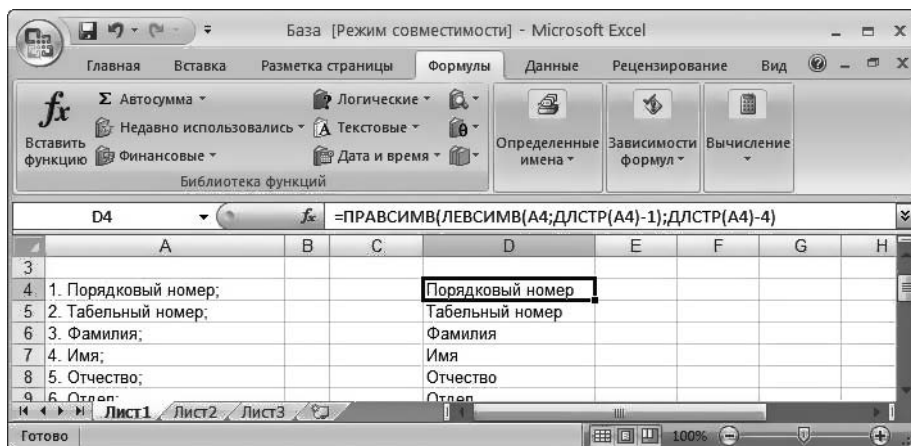 База [Режим совместимости] - Microsoft Excel
Главная Вставка Разметка страницы Формулы Данные Рецензирование Вид
fx Вставить функцию
Σ Автосумма
Недавно использовались
Финансовые
Логические
Текстовые
Дата и время
Библиотека функций
Определенные имена
Зависимости формул
Вычисление
D4 fx =ПРАВСИМВ(ЛЕВСИМВ(A4;ДЛСТР(A4)-1);ДЛСТР(A4)-4)
A B C D E F G H
3
4 1. Порядковый номер; Порядковый номер
5 2. Табельный номер; Табельный номер
6 3. Фамилия; Фамилия
7 4. Имя; Имя
8 5. Отчество; Отчество
9 6. Отдел; Отдел
Лист1 Лист2 Лист3
Готово 100%